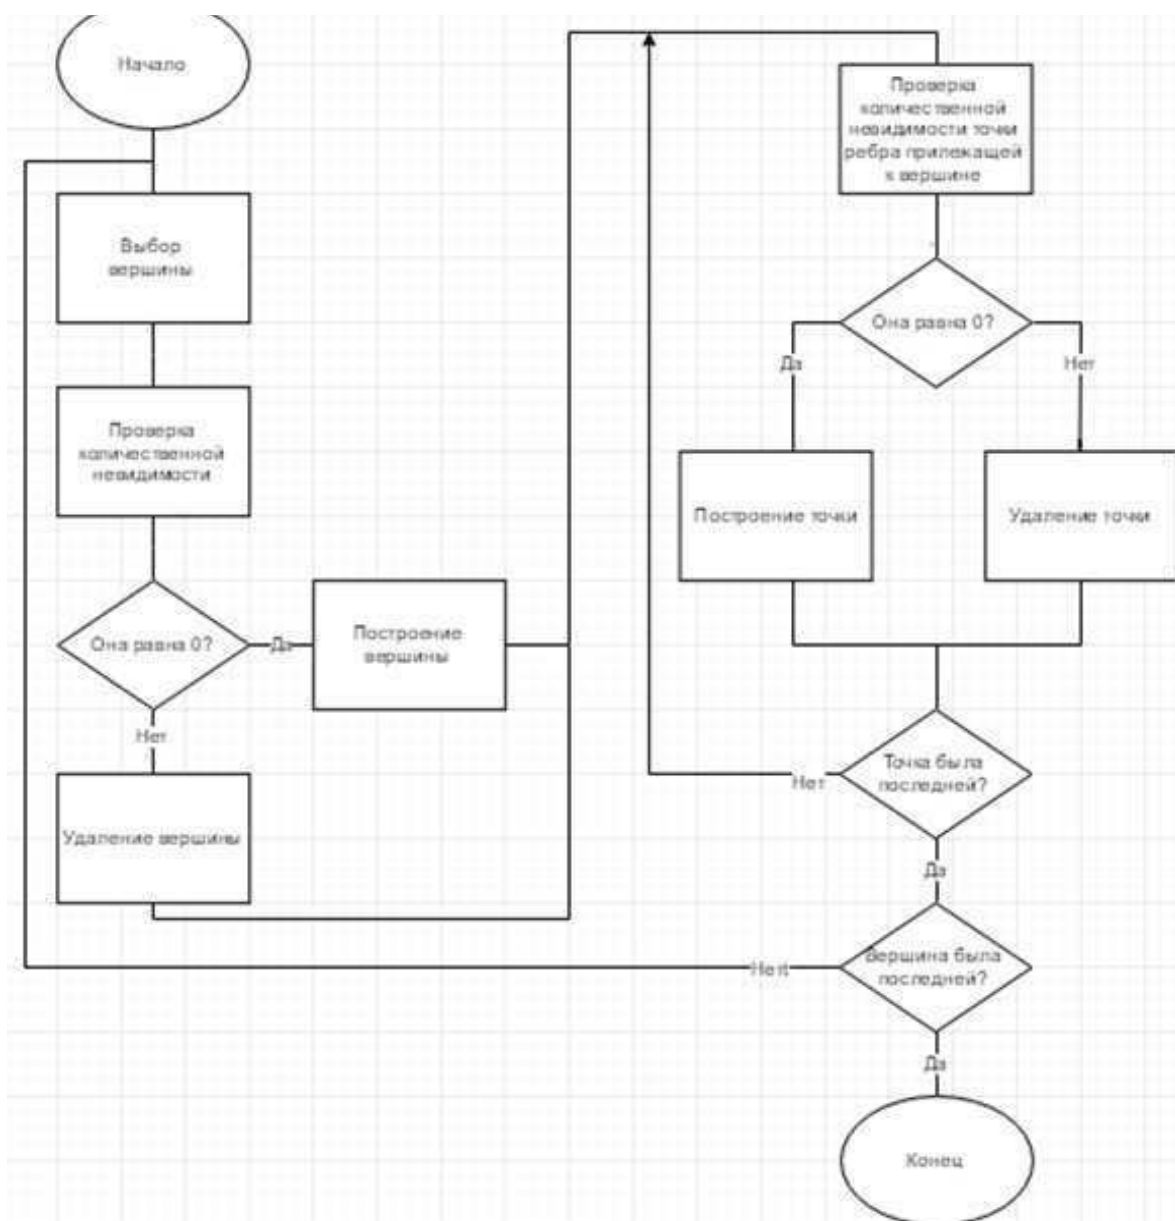 Начало
Выбор
вершины
Проверка
количественной
невидимости
Она равна 0?
Да
Построение
вершины
Нет
Удаление вершины
Проверка
количественной
невидимости точки
ребра прилежащей
к вершине
Она равна 0?
Да
Нет
Построение точки
Удаление точки
Точка была
последней?
Нет
Да
Вершина была
последней?
Нет
Да
Конец